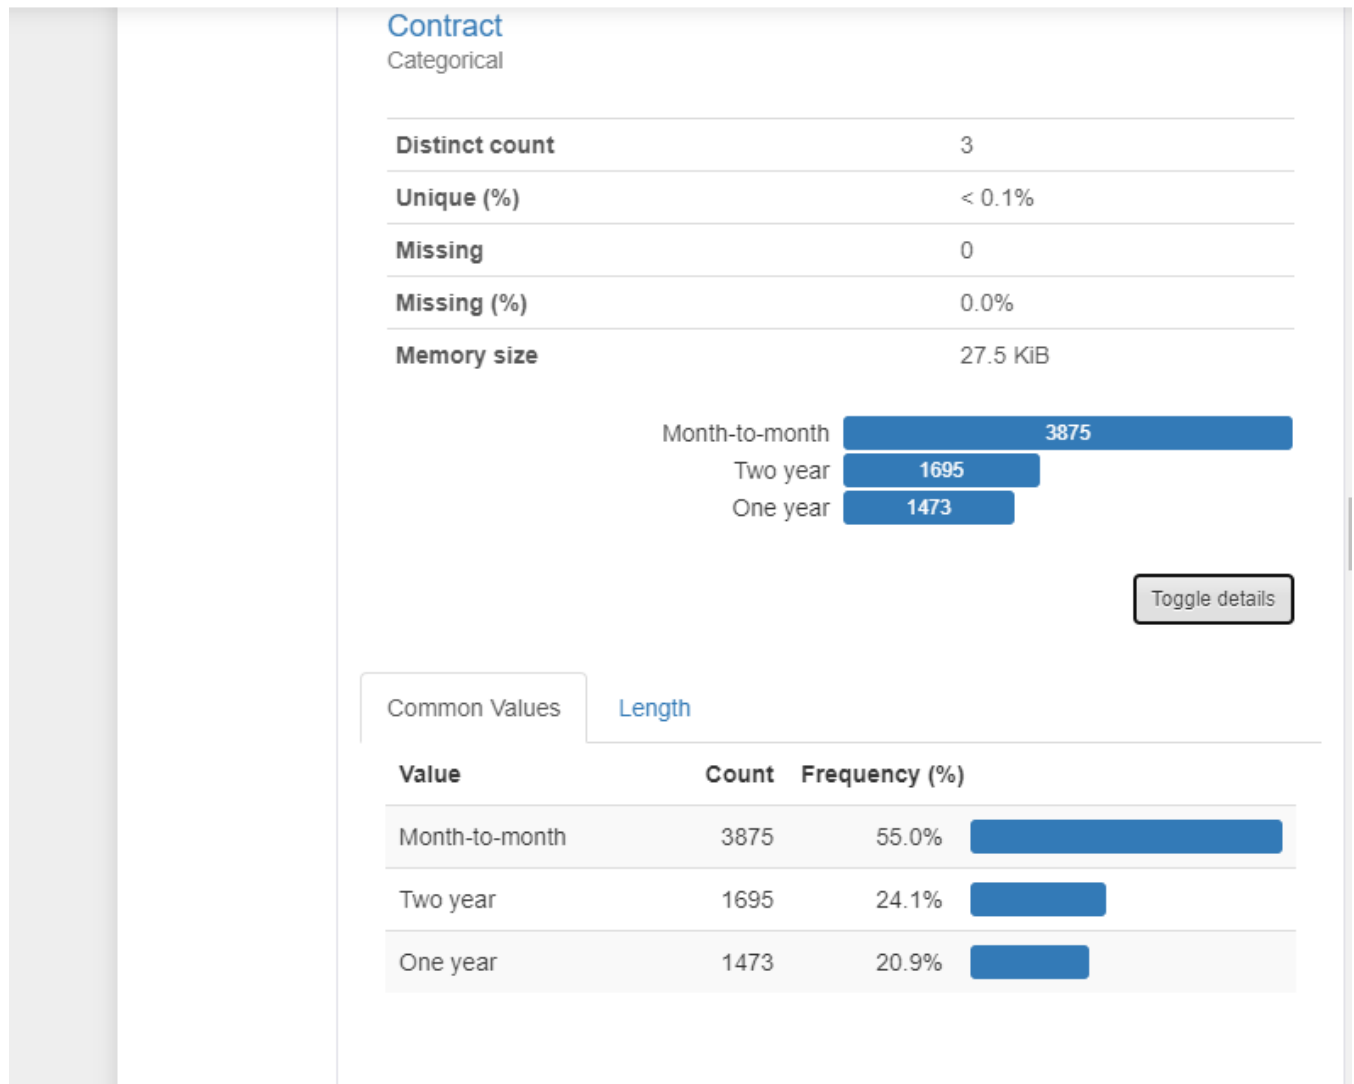 Contract
Categorical
Distinct count 3
Unique (%) < 0.1%
Missing 0
Missing (%) 0.0%
Memory size 27.5 KiB
Month-to-month 3875
Two year 1695
One year 1473
Toggle details
Common Values Length
Value Count Frequency (%)
Month-to-month 3875 55.0%
Two year 1695 24.1%
One year 1473 20.9%